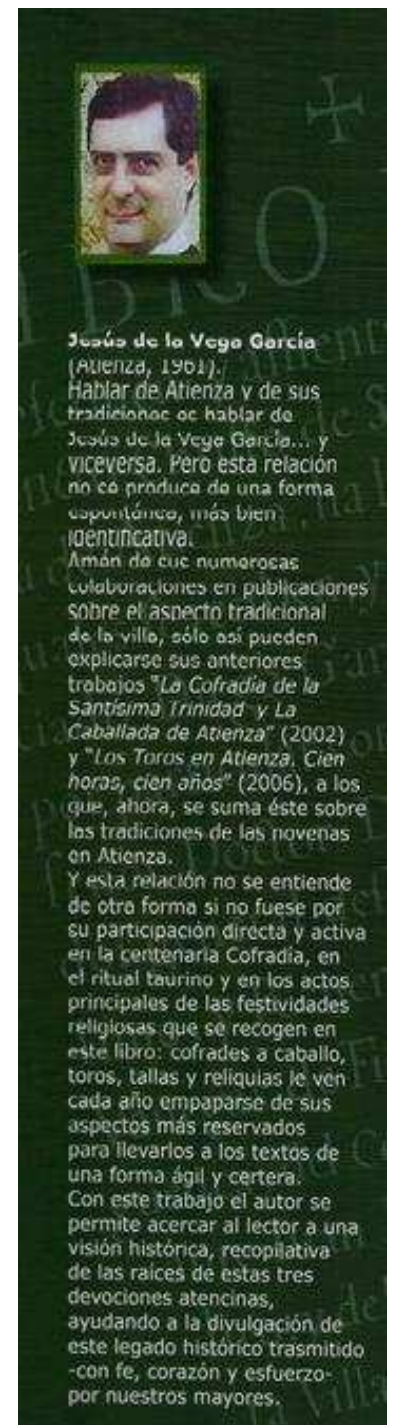 Jesús de la Vega García
(Atienza, 1961).
Hablar de Atienza y de sus
tradiciones es hablar de
Jesús de la Vega García... y
viceversa. Pero esta relación
no se produce de una forma
espontánea, más bien
identificativa.
Amén de sus numerosas
colaboraciones en publicaciones
sobre el aspecto tradicional
de la villa, sólo así pueden
explicarse sus anteriores
trabajos "La Cofradía de la
Santísima Trinidad y La
Caballada de Atienza" (2002)
y "Los Toros en Atienza. Cien
horas, cien años" (2006), a los
que, ahora, se suma éste sobre
las tradiciones de las novenas
en Atienza.
Y esta relación no se entiende
de otra forma si no fuese por
su participación directa y activa
en la centenaria Cofradía, en
el ritual taurino y en los actos
principales de las festividades
religiosas que se recogen en
este libro: cofrades a caballo,
toros, tallas y reliquias le ven
cada año empaparse de sus
aspectos más reservados
para llevarlos a los textos de
una forma ágil y certera.
Con este trabajo el autor se
permite acercar al lector a una
visión histórica, recopilativa
de las raices de estas tres
devociones atencinas,
ayudando a la divulgación de
este legado histórico trasmitido
-con fe, corazón y esfuerzo-
por nuestros mayores.